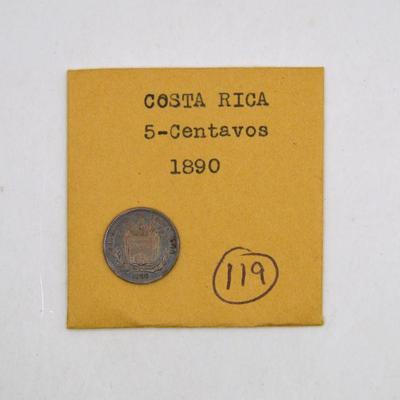 COSTA RICA
5-Centavos
1890
119